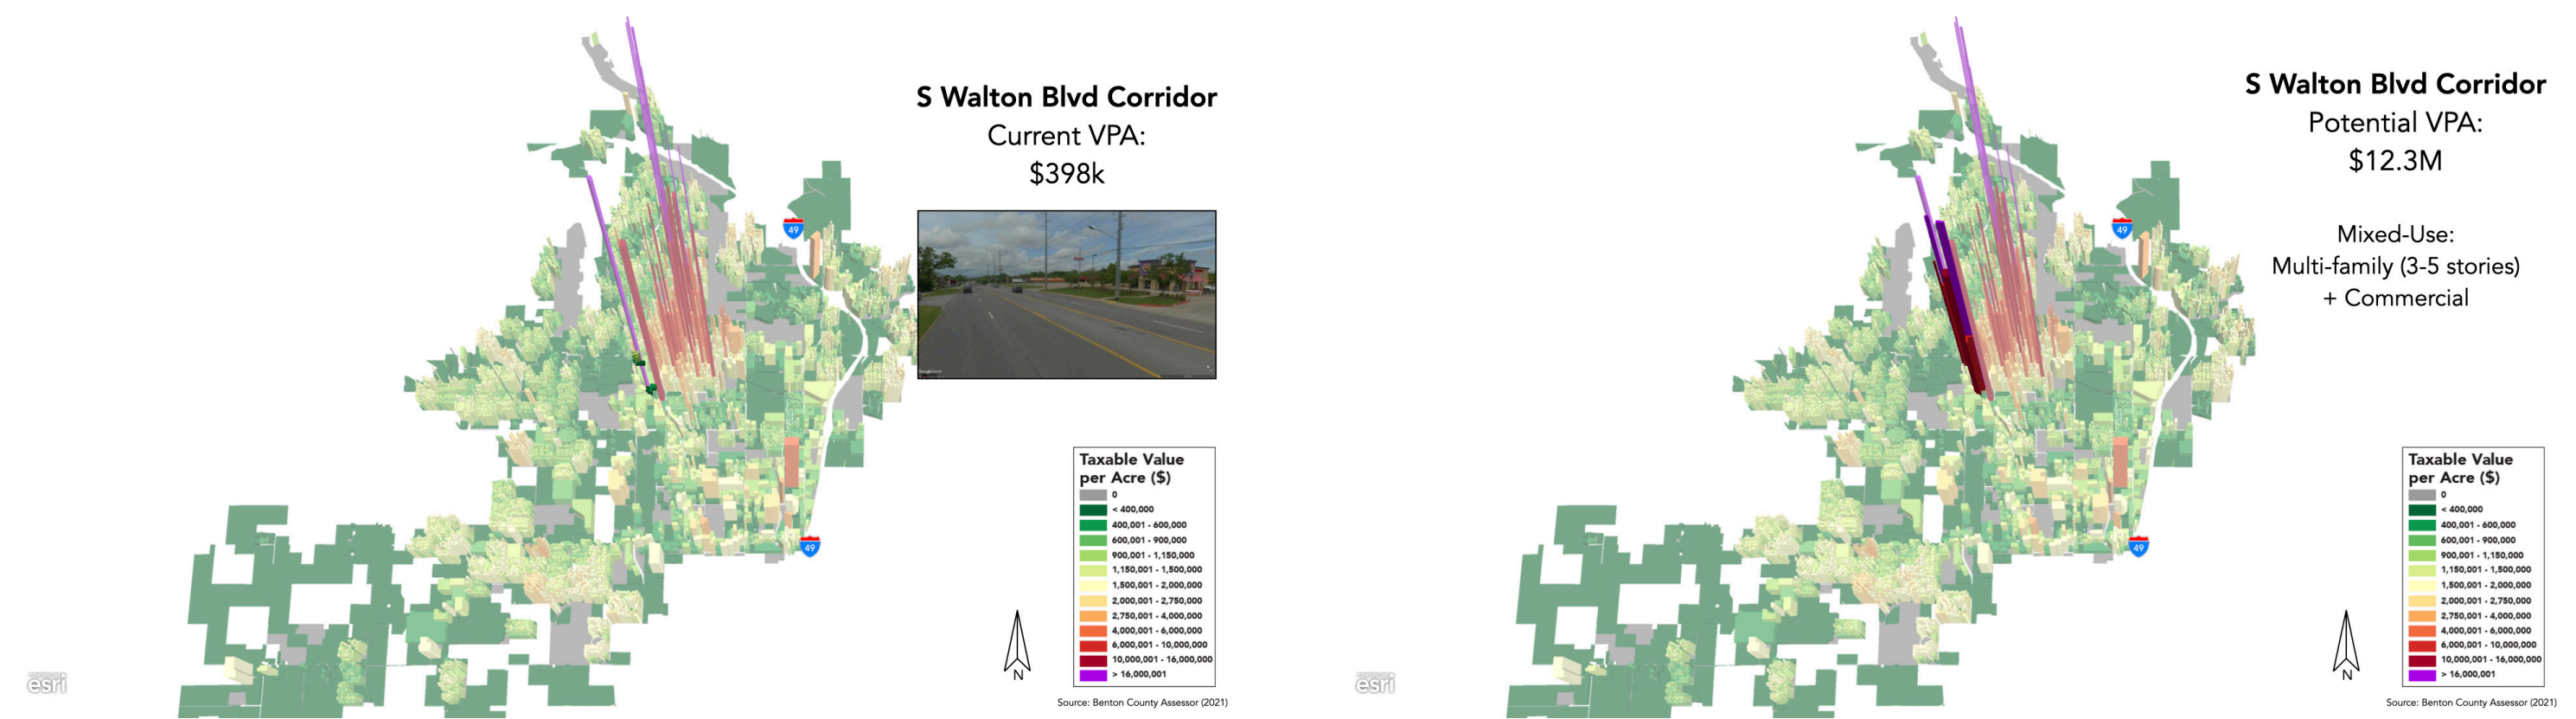 S Walton Blvd Corridor
Current VPA:
$398k
49
49
Taxable Value
per Acre ($)
0
< 400,000
400,001 - 600,000
600,001 - 900,000
900,001 - 1,150,000
1,150,001 - 1,500,000
1,500,001 - 2,000,000
2,000,001 - 2,750,000
2,750,001 - 4,000,000
4,000,001 - 6,000,000
6,000,001 - 10,000,000
10,000,001 - 16,000,000
> 16,000,001
N
esri
Source: Benton County Assessor (2021)
S Walton Blvd Corridor
Potential VPA:
$12.3M
Mixed-Use:
Multi-family (3-5 stories)
+ Commercial
49
49
Taxable Value
per Acre ($)
0
< 400,000
400,001 - 600,000
600,001 - 900,000
900,001 - 1,150,000
1,150,001 - 1,500,000
1,500,001 - 2,000,000
2,000,001 - 2,750,000
2,750,001 - 4,000,000
4,000,001 - 6,000,000
6,000,001 - 10,000,000
10,000,001 - 16,000,000
> 16,000,001
N
esri
Source: Benton County Assessor (2021)